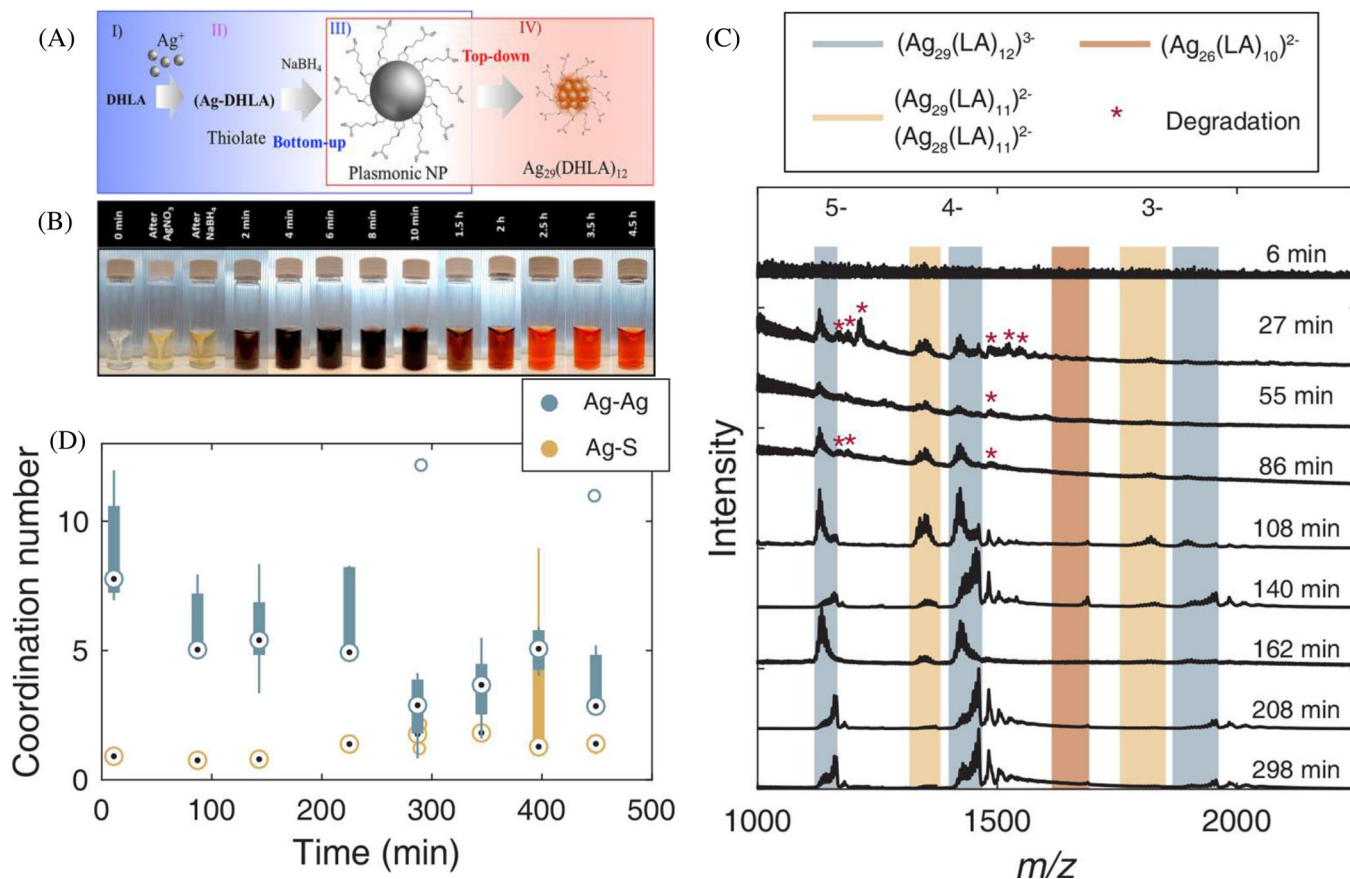 (A)
I)
II)
III)
IV)
Ag⁺
NaBH₄
Top-down
DHLA
(Ag-DHLA)
Thiolate
Bottom-up
Plasmonic NP
Ag₂₉(DHLA)₁₂
(B)
0 min
After AgNO₃
After NaBH₄
2 min
4 min
6 min
8 min
10 min
1.5 h
2 h
2.5 h
3.5 h
4.5 h
(C)
(Ag₂₉(LA)₁₂)³⁻
(Ag₂₆(LA)₁₀)²⁻
(Ag₂₉(LA)₁₁)²⁻
(Ag₂₈(LA)₁₁)²⁻
* Degradation
5-
4-
3-
6 min
27 min
55 min
86 min
108 min
140 min
162 min
208 min
298 min
Intensity
1000
1500
2000
m/z
(D)
Ag-Ag
Ag-S
Coordination number
10
5
0
0
100
200
300
400
500
Time (min)